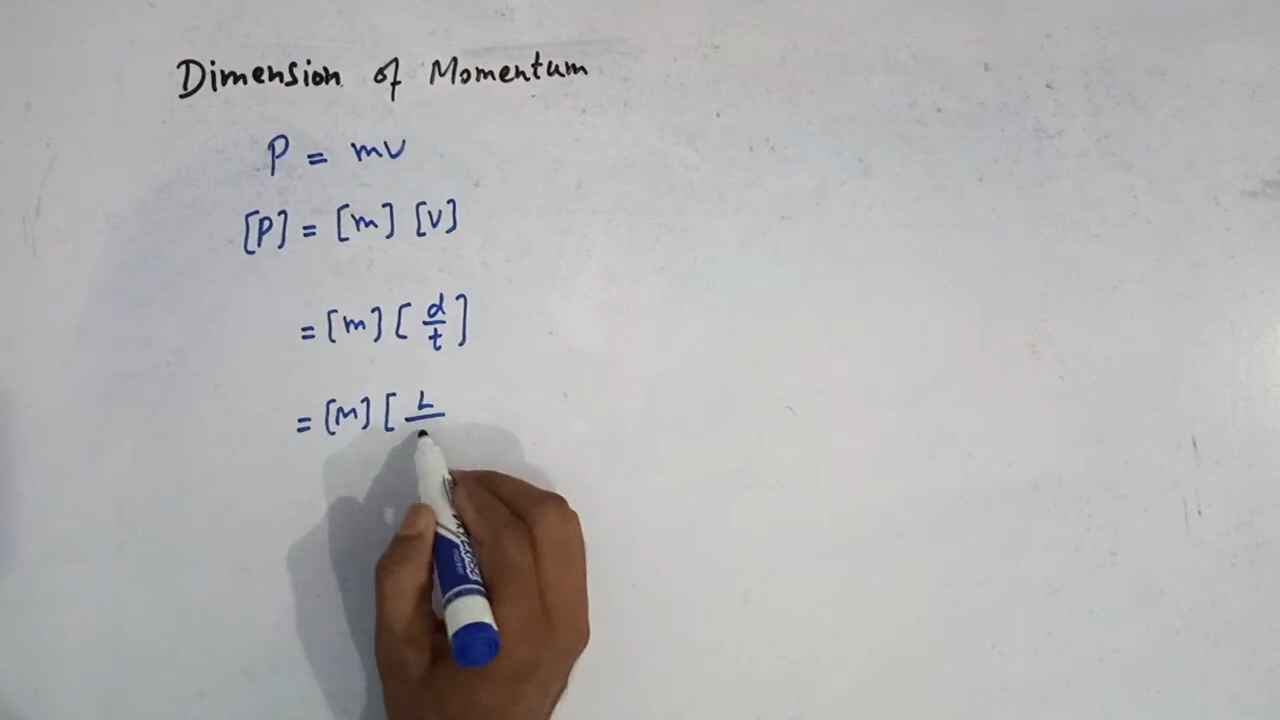 Dimension of Momentum
P = mv
[P] = [m] [v]
= [m] [ d/t ]
= [M] [ L/